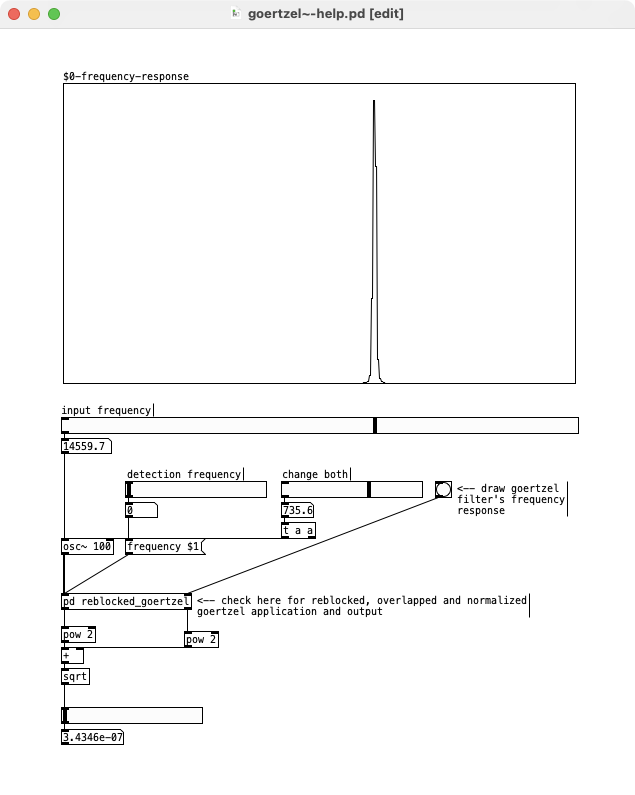 goertzel~-help.pd [edit]
$0-frequency-response
input frequency
14559.7
detection frequency
change both
0
735.6
<-- draw goertzel
filter's frequency
response
t a a
osc~ 100
frequency $1
pd reblocked_goertzel
<-- check here for reblocked, overlapped and normalized
goertzel application and output
pow 2
pow 2
+
sqrt
3.4346e-07